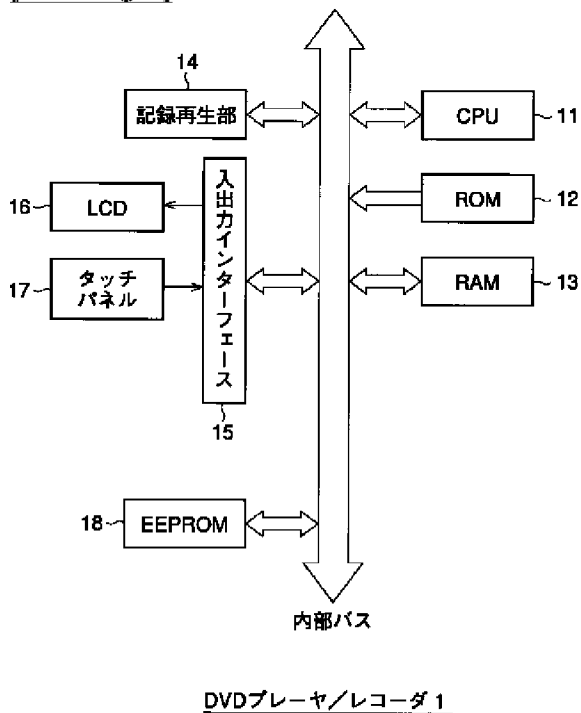 14
記録再生部
CPU
11
16
LCD
入出力インターフェース
ROM
12
17
タッチ
パネル
RAM
13
15
18
EEPROM
内部バス
DVDプレーヤ／レコーダ 1